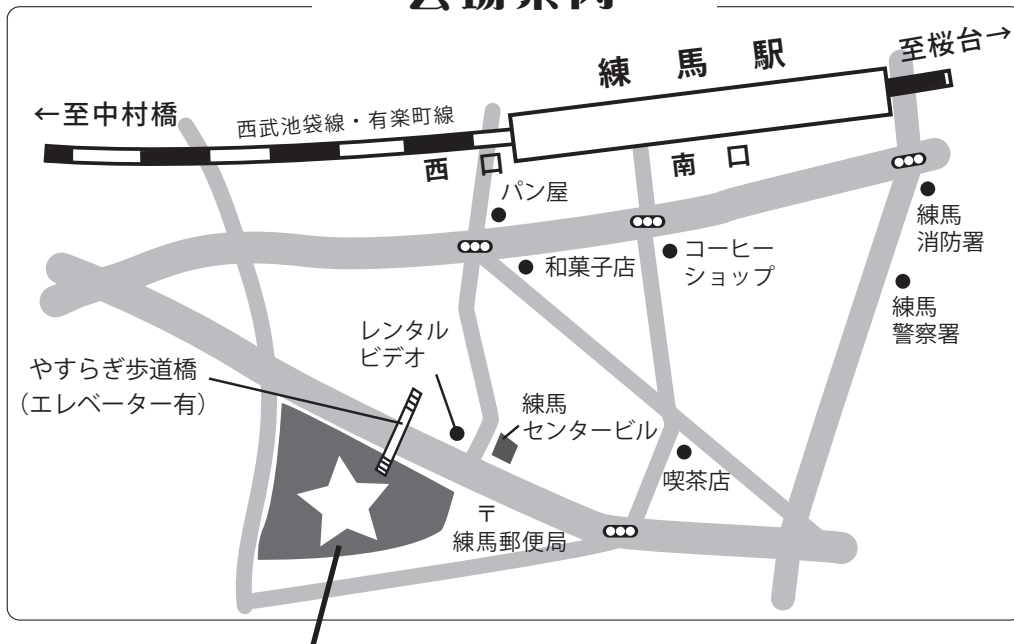 会場案内
練馬駅
至桜台→
←至中村橋
西武池袋線・有楽町線
西口
南口
パン屋
練馬
消防署
コーヒー
ショップ
和菓子店
練馬
警察署
レンタル
ビデオ
やすらぎ歩道橋
（エレベーター有）
練馬
センタービル
喫茶店
〒
練馬郵便局